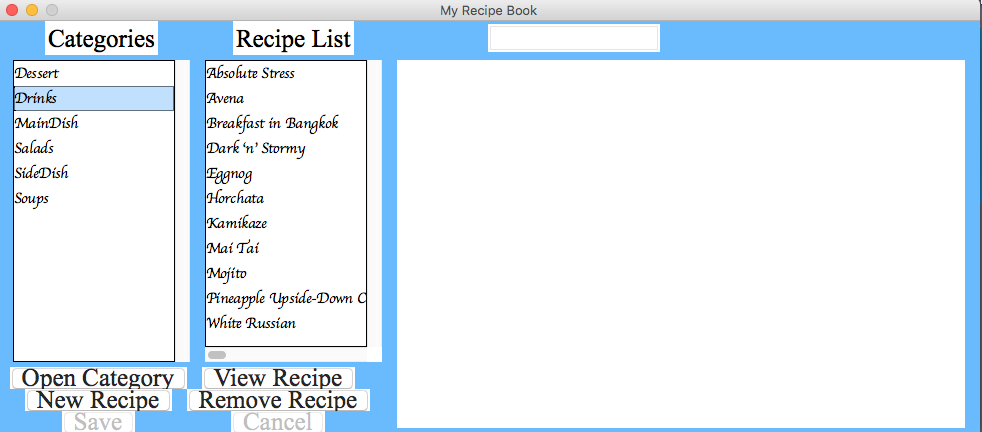 My Recipe Book
Categories
Recipe List
Dessert
Drinks
MainDish
Salads
SideDish
Soups
Absolute Stress
Avena
Breakfast in Bangkok
Dark ‘n’ Stormy
Eggnog
Horchata
Kamikaze
Mai Tai
Mojito
Pineapple Upside-Down C
White Russian
Open Category
View Recipe
New Recipe
Remove Recipe
Save
Cancel